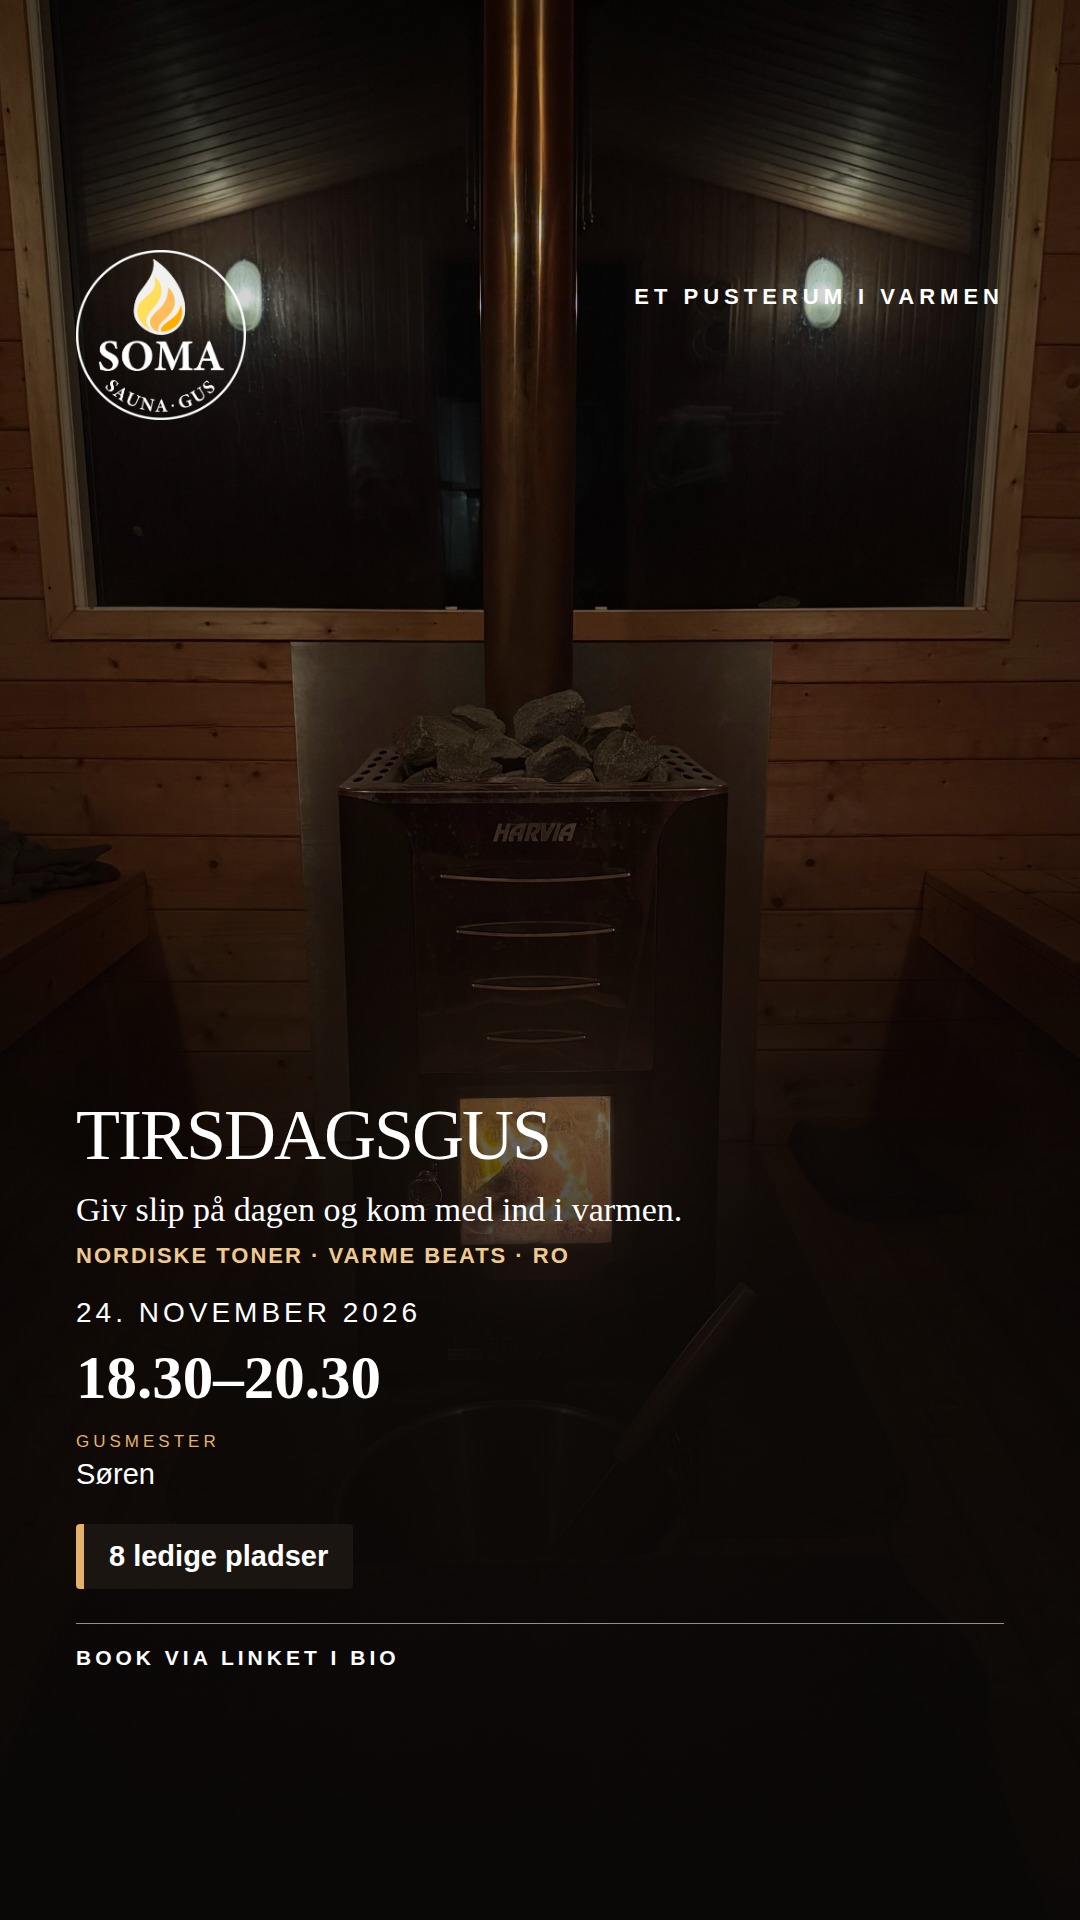 SOMA
SAUNA·GUS
ET PUSTERUM I VARMEN
HARVIA
TIRSDAGSGUS
Giv slip på dagen og kom med ind i varmen.
NORDISKE TONER · VARME BEATS · RO
24. NOVEMBER 2026
18.30–20.30
GUSMESTER
Søren
8 ledige pladser
BOOK VIA LINKET I BIO